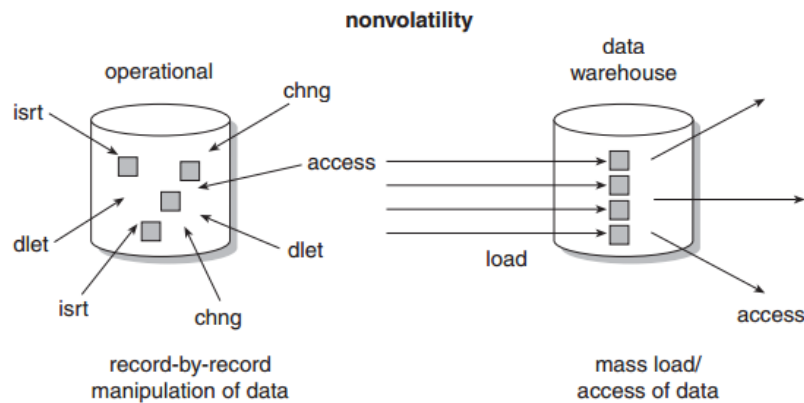 nonvolatility
operational
data
warehouse
isrt
chng
access
dlet
dlet
isrt
chng
load
access
record-by-record
manipulation of data
mass load/
access of data